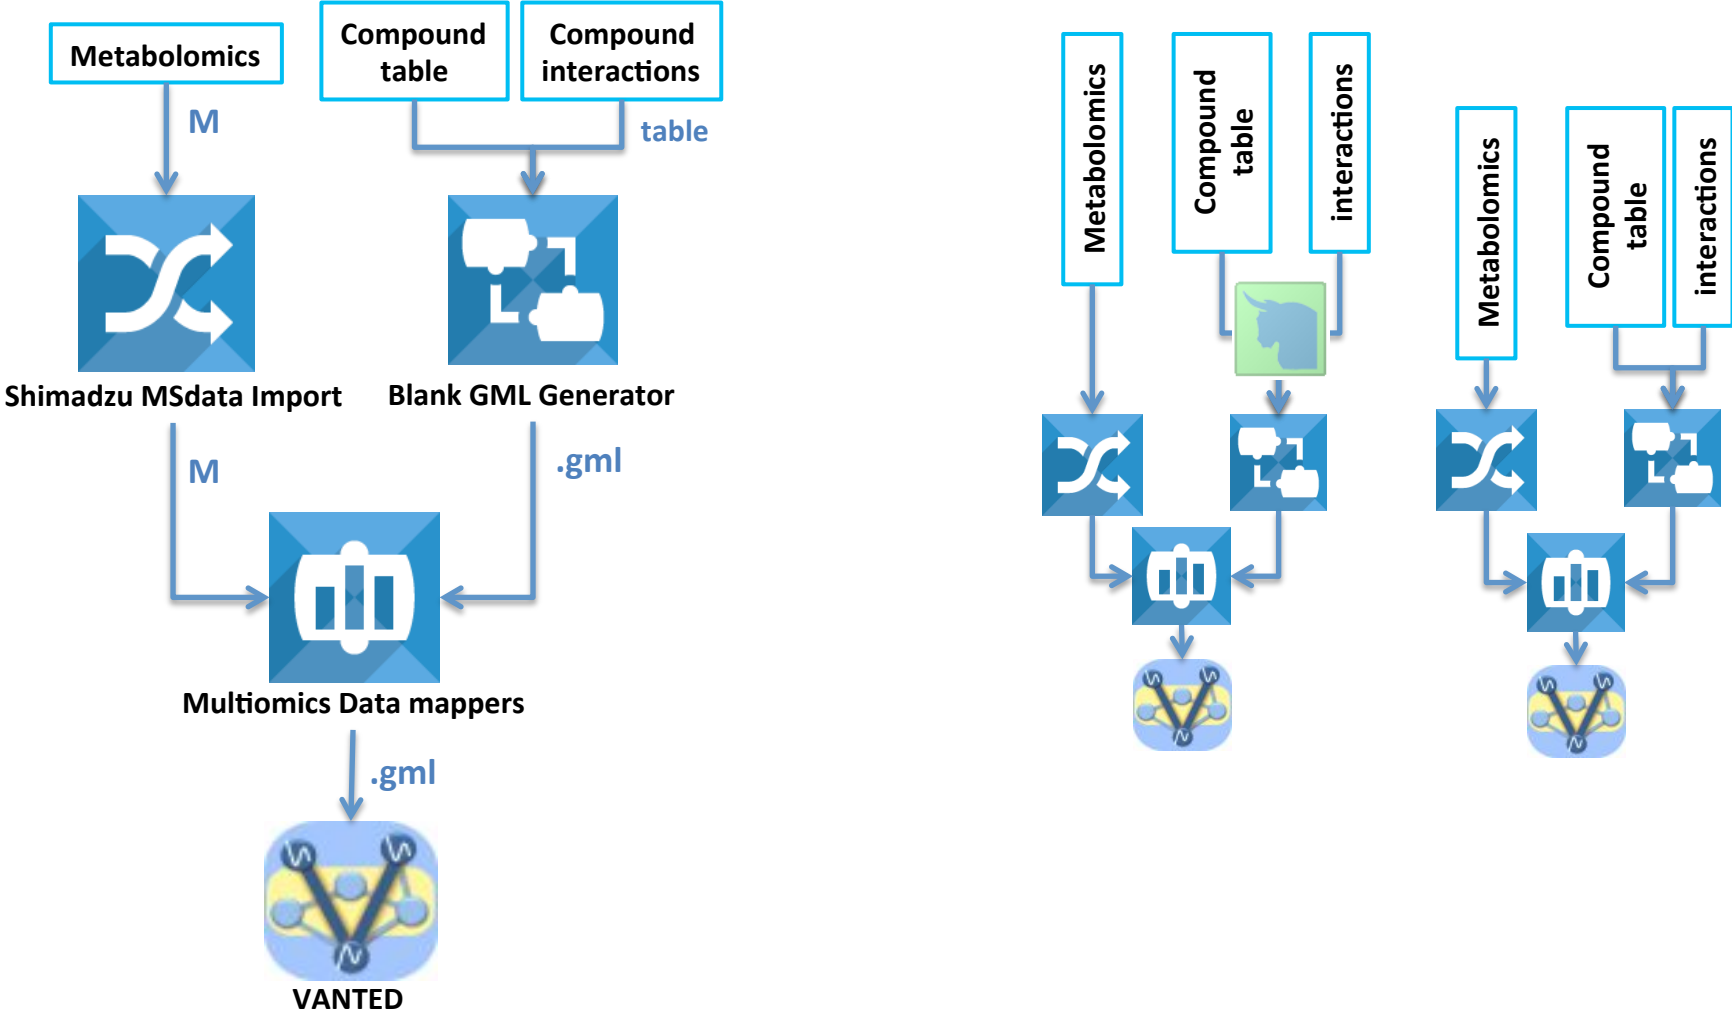 Metabolomics
Compound
table
Compound
interactions
M
table
Shimadzu MSdata Import
Blank GML Generator
M
.gml
Multiomics Data mappers
.gml
VANTED
Metabolomics
Compound
table
interactions
Metabolomics
Compound
table
interactions